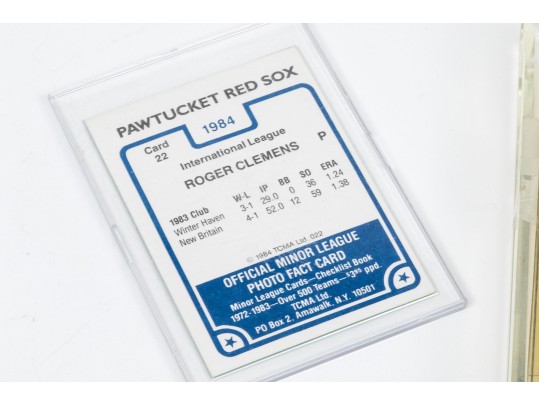 PAWTUCKET RED SOX
1984
Card
22
International League
ROGER CLEMENS P
1983 Club W-L IP BB SO ERA
Winter Haven 3-1 29.0 0 36 1.24
New Britain 4-1 52.0 12 59 1.38
© 1984 TCMA Ltd. 022
OFFICIAL MINOR LEAGUE
PHOTO FACT CARD
Minor League Cards—Checklist Book
1972-1983—Over 500 Teams—$3.95 ppd.
TCMA Ltd.
PO Box 2, Amawalk, N.Y. 10501